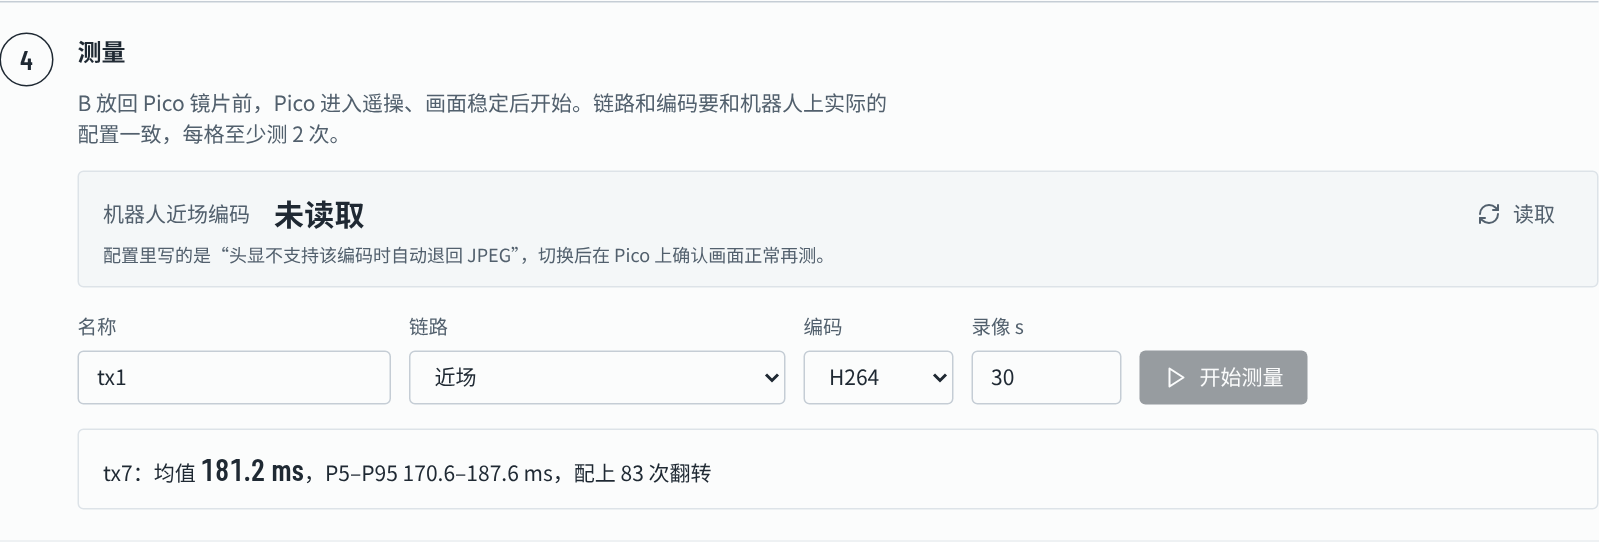 4
测量
B 放回 Pico 镜片前，Pico 进入遥操、画面稳定后开始。链路和编码要和机器人上实际的
配置一致，每格至少测 2 次。
机器人近场编码 未读取 读取
配置里写的是“头显不支持该编码时自动退回 JPEG”，切换后在 Pico 上确认画面正常再测。
名称 链路 编码 录像 s
tx1 近场 H264 30 开始测量
tx7：均值 181.2 ms，P5–P95 170.6–187.6 ms，配上 83 次翻转